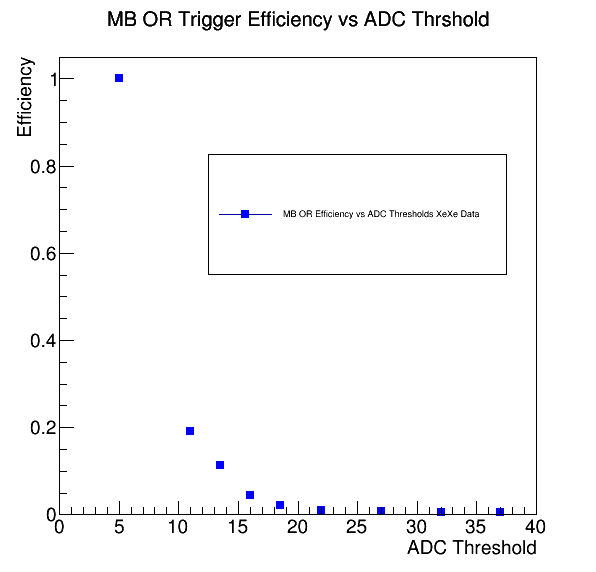 MB OR Trigger Efficiency vs ADC Thrshold
Efficiency
1
0.8
0.6
0.4
0.2
0
MB OR Efficiency vs ADC Thresholds XeXe Data
0 5 10 15 20 25 30 35 40
ADC Threshold